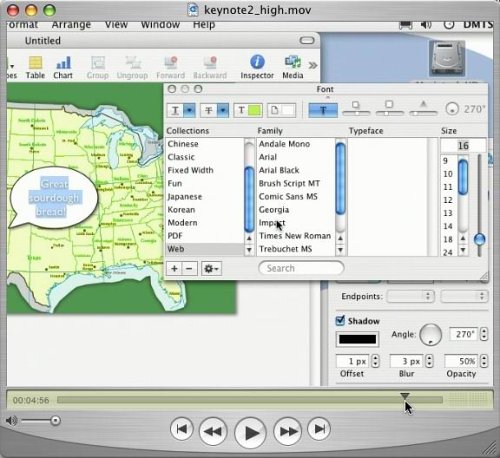 keynote2_high.mov
Format Arrange View Window DMTS
Untitled
Table Chart Group Ungroup Forward Backward Inspector Media
Font
T T T T 270°
Collections Family Typeface Size
Chinese Andale Mono 16
Classic Arial 9
Fixed Width Arial Black 10
Fun Brush Script MT 11
Japanese Comic Sans MS 12
Korean Georgia 13
Modern Impact 14
PDF Times New Roman 18
Web Trebuchet MS 24
Search
Great
sourdough
bread!
North Dakota
Endpoints:
Shadow
Angle: 270°
1 px 3 px 50%
Offset Blur Opacity
00:04:56